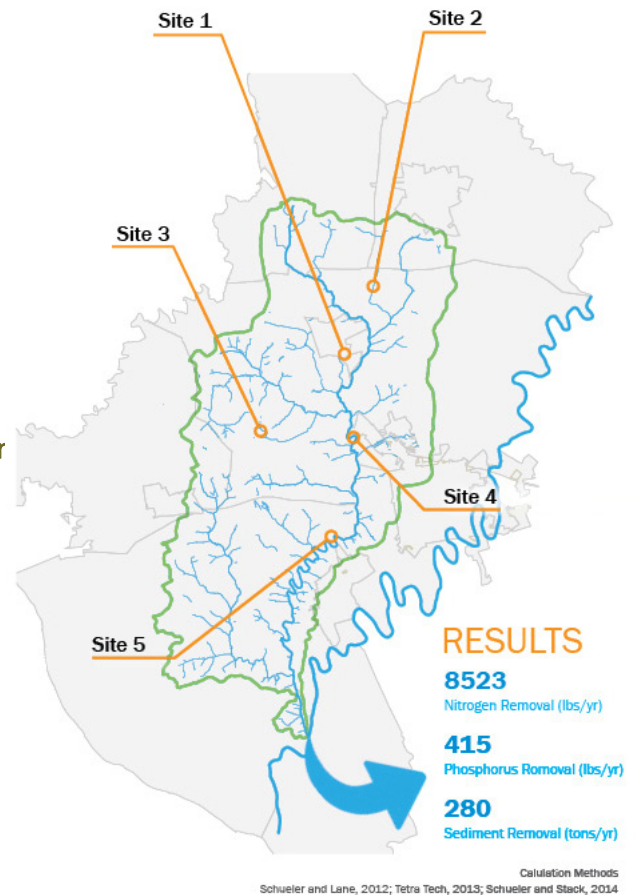 Site 1
Site 2
Site 3
r
Site 4
Site 5
RESULTS
8523
Nitrogen Removal (lbs/yr)
415
Phosphorus Romoval (lbs/yr)
280
Sediment Removal (tons/yr)
Calulation Methods
Schueler and Lane, 2012; Tetra Tech, 2013; Schueler and Stack, 2014